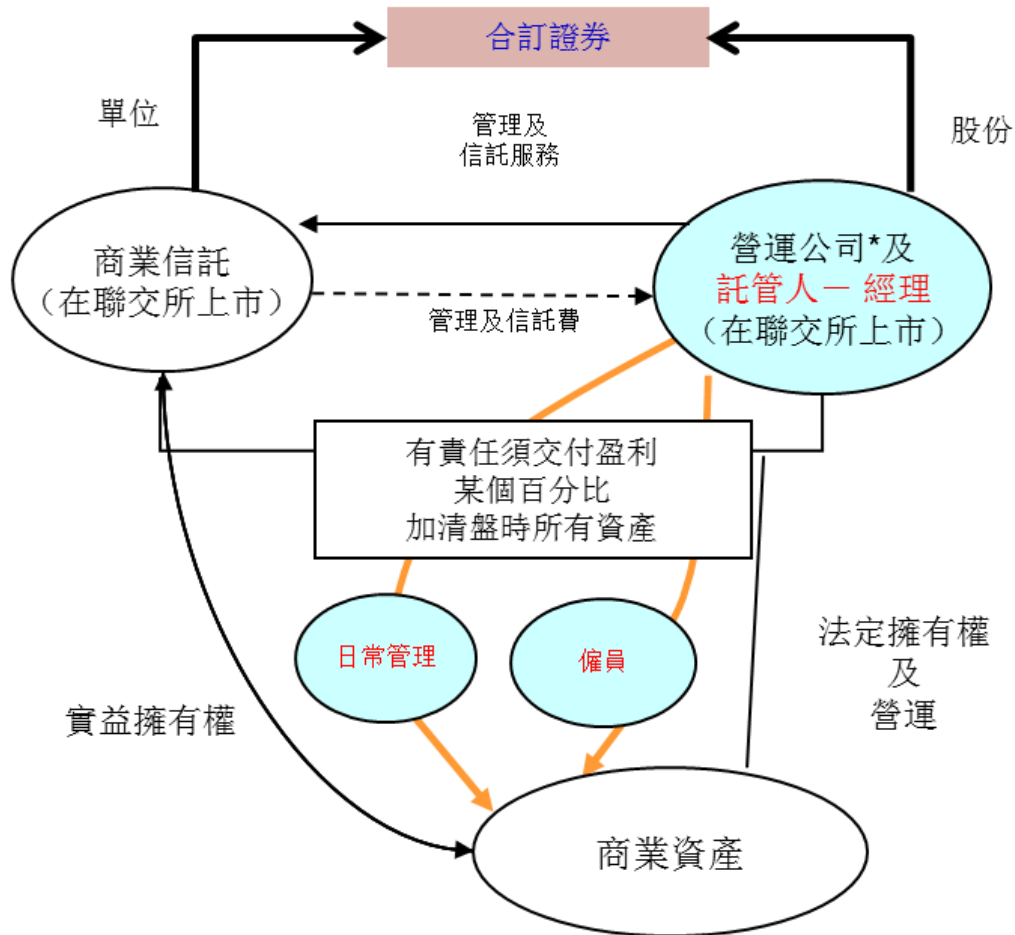 合訂證券
單位
管理及
信託服務
股份
商業信託
（在聯交所上市）
營運公司*及
託管人－ 經理
（在聯交所上市）
管理及信託費
有責任須交付盈利
某個百分比
加清盤時所有資產
日常管理
僱員
法定擁有權
及
營運
實益擁有權
商業資產